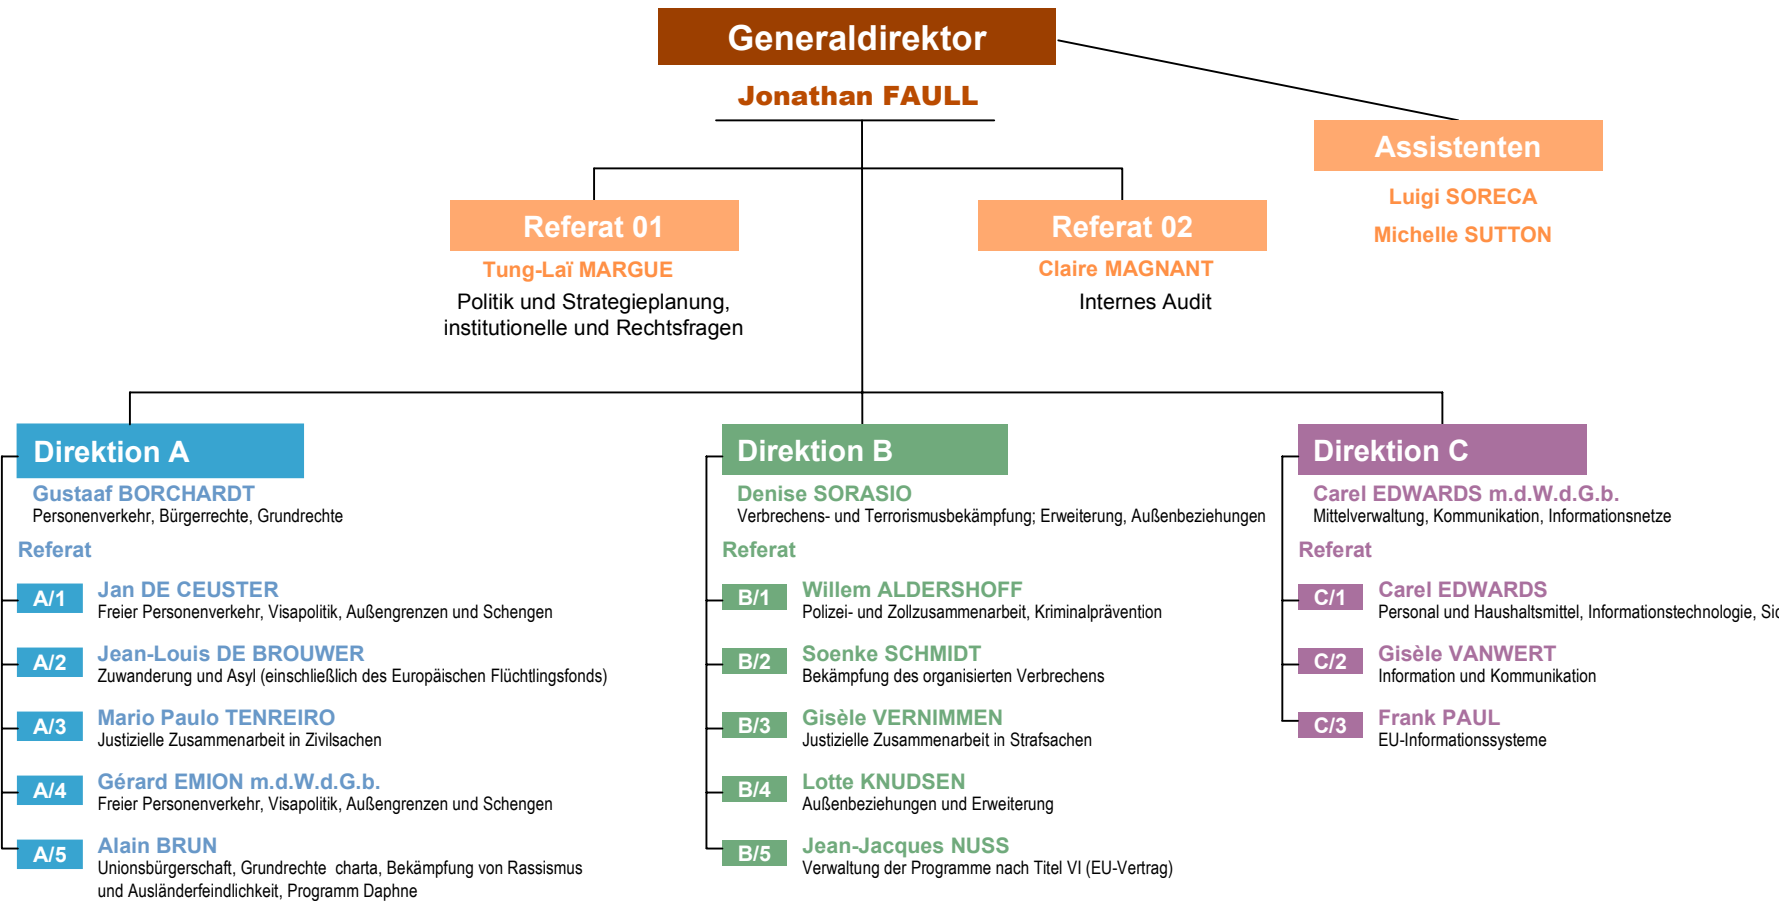 Generaldirektor
Jonathan FAULL
Assistenten
Luigi SORECA
Michelle SUTTON
Referat 01
Tung-Laï MARGUE
Politik und Strategieplanung,
institutionelle und Rechtsfragen
Referat 02
Claire MAGNANT
Internes Audit
Direktion A
Gustaaf BORCHARDT
Personenverkehr, Bürgerrechte, Grundrechte
Referat
A/1 Jan DE CEUSTER
Freier Personenverkehr, Visapolitik, Außengrenzen und Schengen
A/2 Jean-Louis DE BROUWER
Zuwanderung und Asyl (einschließlich des Europäischen Flüchtlingsfonds)
A/3 Mario Paulo TENREIRO
Justizielle Zusammenarbeit in Zivilsachen
A/4 Gérard EMION m.d.W.d.G.b.
Freier Personenverkehr, Visapolitik, Außengrenzen und Schengen
A/5 Alain BRUN
Unionsbürgerschaft, Grundrechte charta, Bekämpfung von Rassismus
und Ausländerfeindlichkeit, Programm Daphne
Direktion B
Denise SORASIO
Verbrechens- und Terrorismusbekämpfung; Erweiterung, Außenbeziehungen
Referat
B/1 Willem ALDERSHOFF
Polizei- und Zollzusammenarbeit, Kriminalprävention
B/2 Soenke SCHMIDT
Bekämpfung des organisierten Verbrechens
B/3 Gisèle VERNIMMEN
Justizielle Zusammenarbeit in Strafsachen
B/4 Lotte KNUDSEN
Außenbeziehungen und Erweiterung
B/5 Jean-Jacques NUSS
Verwaltung der Programme nach Titel VI (EU-Vertrag)
Direktion C
Carel EDWARDS m.d.W.d.G.b.
Mittelverwaltung, Kommunikation, Informationsnetze
Referat
C/1 Carel EDWARDS
Personal und Haushaltsmittel, Informationstechnologie,
C/2 Gisèle VANWERT
Information und Kommunikation
C/3 Frank PAUL
EU-Informationssysteme